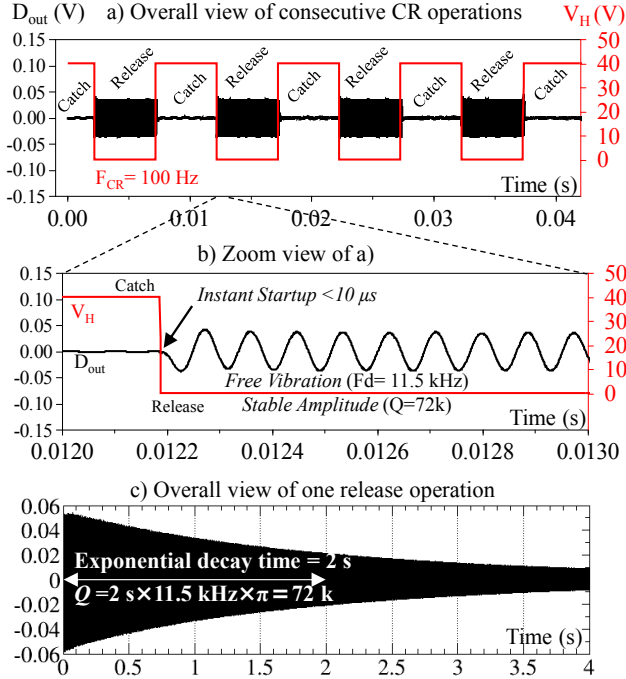 D_out (V) a) Overall view of consecutive CR operations V_H (V)
0.15 50
0.10 40
0.05 30
0.00 20
-0.05 10
-0.10 0
-0.15
Catch Release Catch Release Catch Release Catch Release Catch
F_CR= 100 Hz Time (s)
0.00 0.01 0.02 0.03 0.04
b) Zoom view of a)
0.15 50
0.10 40
0.05 30
0.00 20
-0.05 10
-0.10 0
-0.15
Catch
V_H
Instant Startup <10 μs
D_out
Free Vibration (Fd= 11.5 kHz)
Release
Stable Amplitude (Q=72k)
Time (s)
0.0120 0.0122 0.0124 0.0126 0.0128 0.0130
c) Overall view of one release operation
0.06
0.04
0.02
0
-0.02
-0.04
-0.06
Exponential decay time = 2 s
Q =2 s×11.5 kHz×π=72 k
Time (s)
0 0.5 1 1.5 2 2.5 3 3.5 4